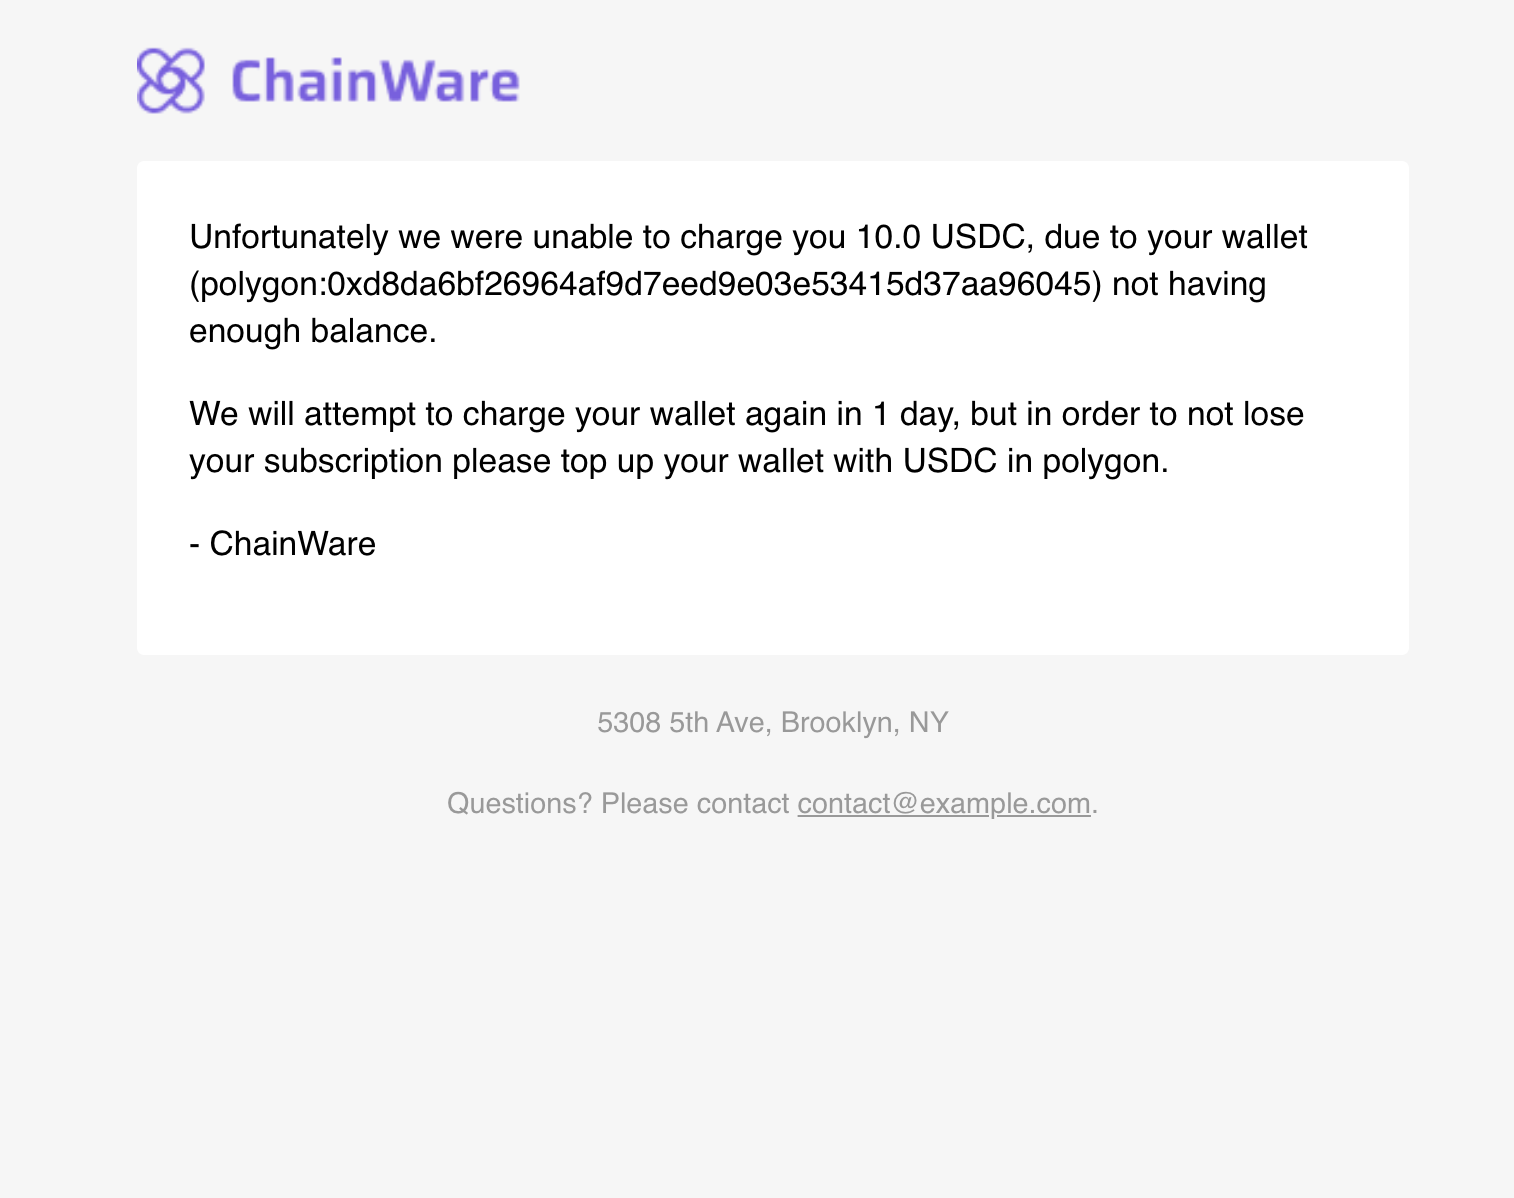 ChainWare
Unfortunately we were unable to charge you 10.0 USDC, due to your wallet
(polygon:0xd8da6bf26964af9d7eed9e03e53415d37aa96045) not having
enough balance.
We will attempt to charge your wallet again in 1 day, but in order to not lose
your subscription please top up your wallet with USDC in polygon.
- ChainWare
5308 5th Ave, Brooklyn, NY
Questions? Please contact contact@example.com.